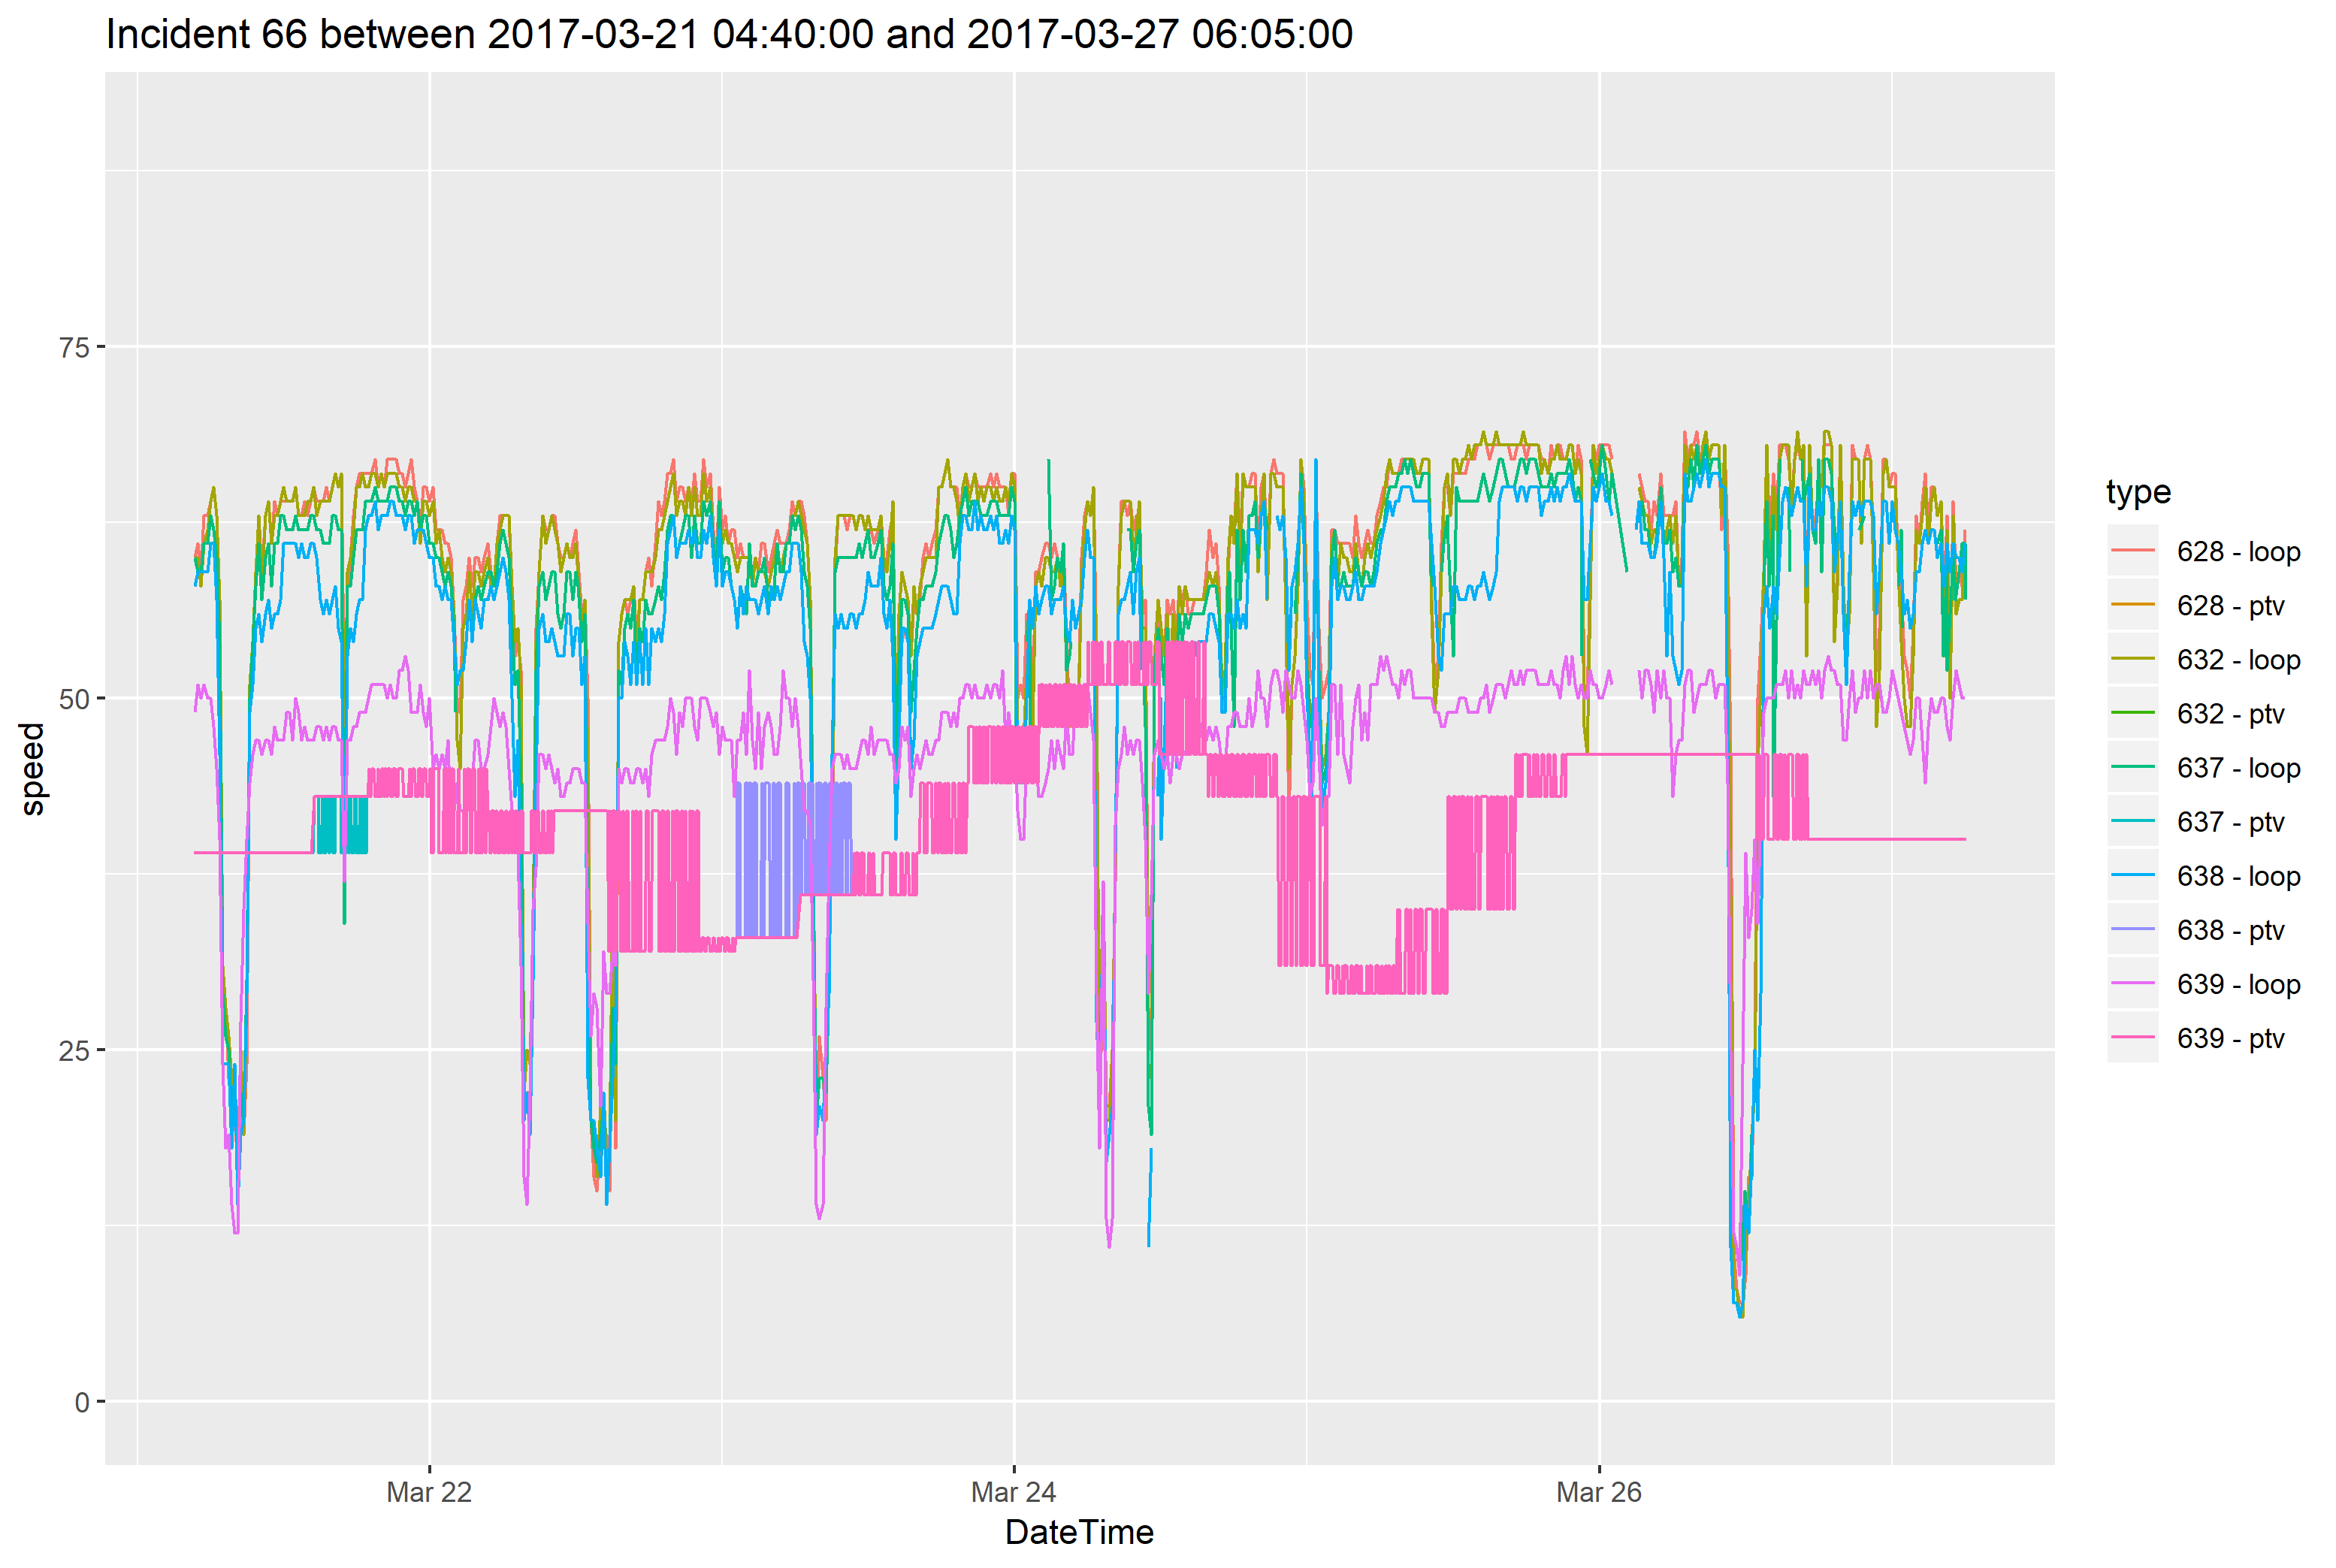 Incident 66 between 2017-03-21 04:40:00 and 2017-03-27 06:05:00
75
50
25
0
speed
Mar 22
Mar 24
Mar 26
DateTime
type
628 - loop
628 - ptv
632 - loop
632 - ptv
637 - loop
637 - ptv
638 - loop
638 - ptv
639 - loop
639 - ptv